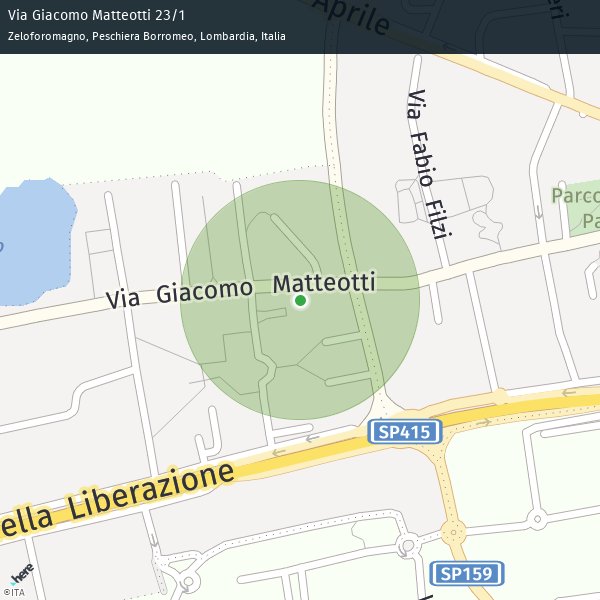 Via Giacomo Matteotti 23/1
Zeloforomagno, Peschiera Borromeo, Lombardia, Italia
Aprile
Via Fabio Filzi
Parco
Pa
Via Giacomo Matteotti
SP415
ella Liberazione
SP159
here
©ITA